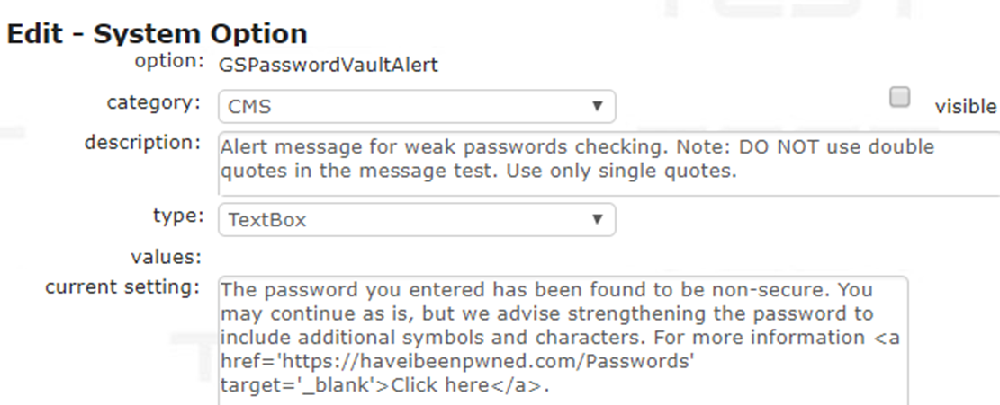 TEST
Edit - System Option
option: GSPasswordVaultAlert
category: CMS visible
description: Alert message for weak passwords checking. Note: DO NOT use double
quotes in the message test. Use only single quotes.
type: TextBox
values:
current setting: The password you entered has been found to be non-secure. You
may continue as is, but we advise strengthening the password to
include additional symbols and characters. For more information <a
href='https://haveibeenpwned.com/Passwords'
target='_blank'>Click here</a>.